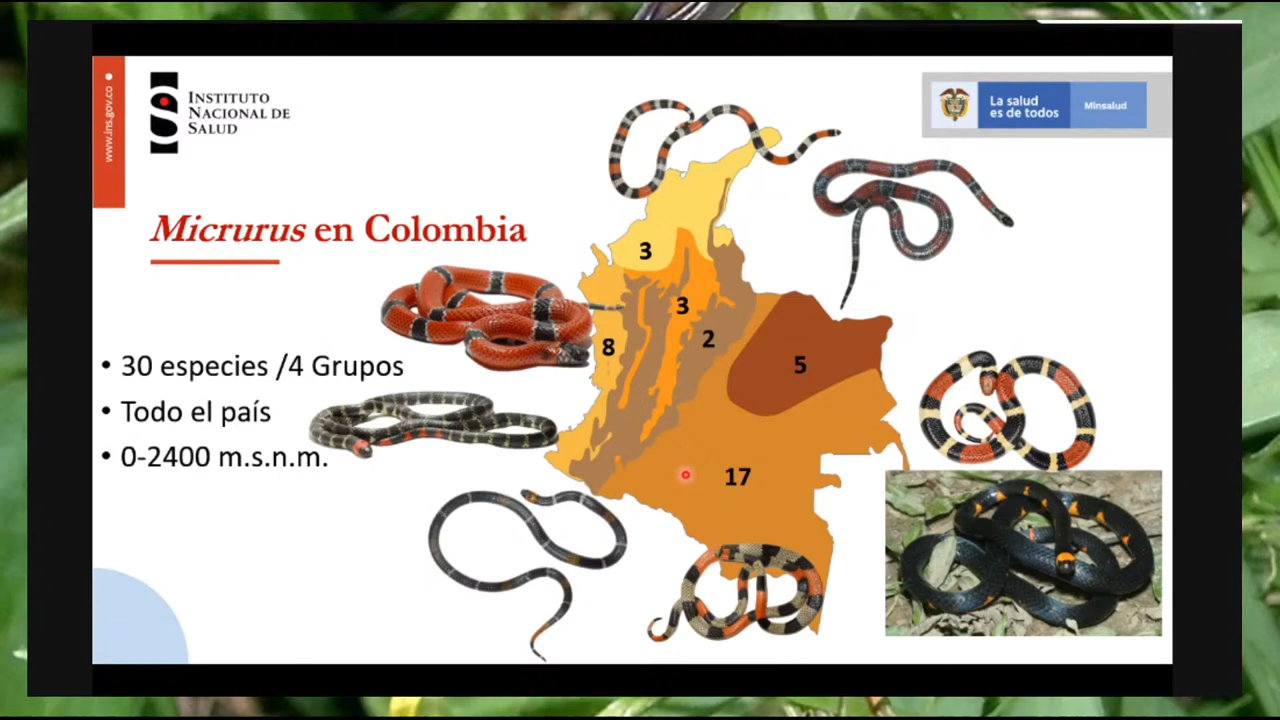 www.ins.gov.co
INSTITUTO
NACIONAL DE
SALUD
La salud
es de todos
Minsalud
Micrurus en Colombia
• 30 especies /4 Grupos
• Todo el país
• 0-2400 m.s.n.m.
3
3
2
8
5
17